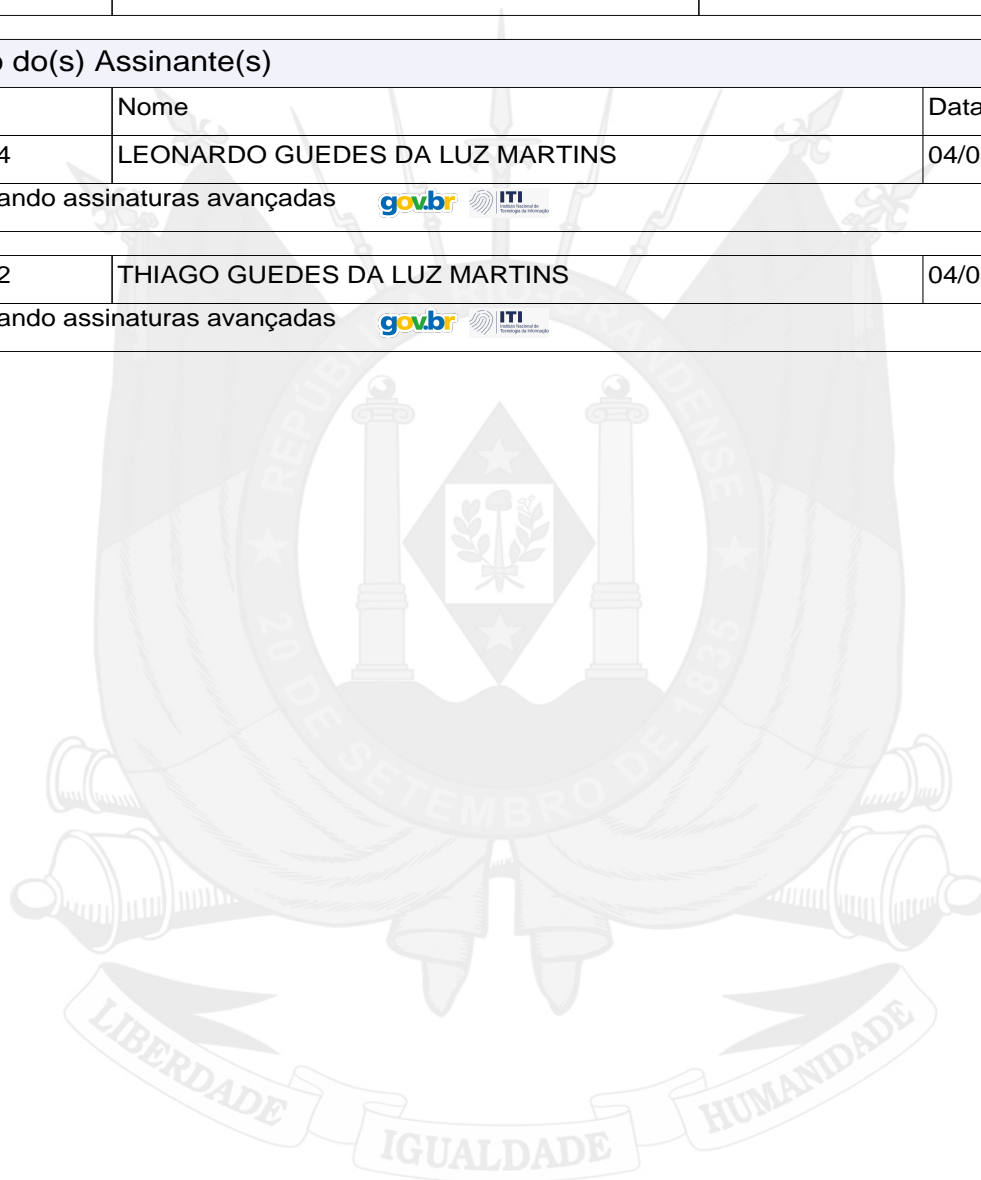 o do(s) Assinante(s)
Nome Data
4 LEONARDO GUEDES DA LUZ MARTINS 04/0
ando assinaturas avançadas gov.br ITI
2 THIAGO GUEDES DA LUZ MARTINS 04/0
ando assinaturas avançadas gov.br ITI
REPÚBLICA RIO-GRANDENSE
20 DE SETEMBRO DE 1835
LIBERDADE IGUALDADE HUMANIDADE